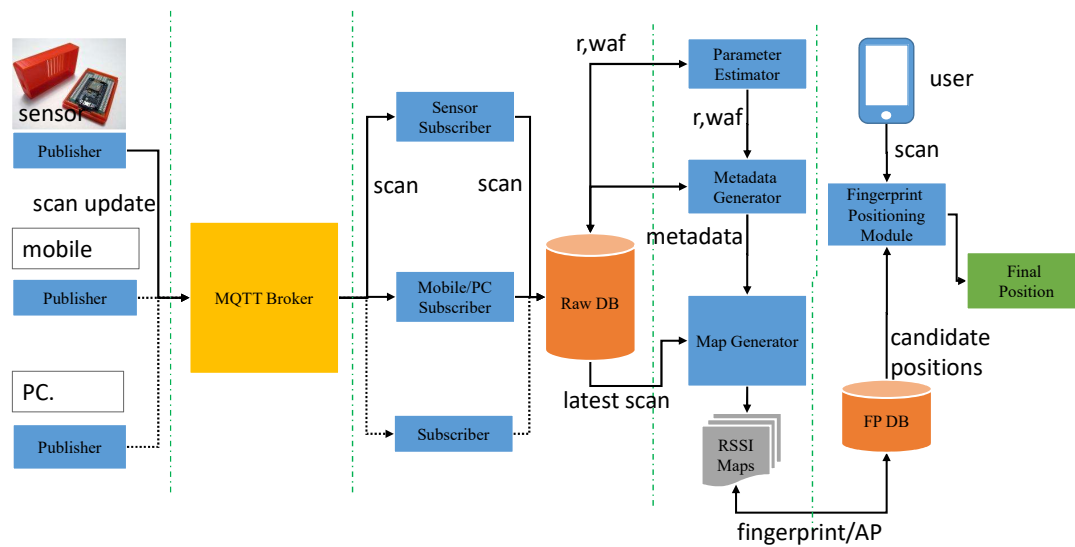 sensor
Publisher
scan update
mobile
Publisher
PC.
Publisher
MQTT Broker
Sensor
Subscriber
scan
scan
Mobile/PC
Subscriber
Subscriber
Raw DB
latest scan
r,waf
Parameter
Estimator
r,waf
Metadata
Generator
metadata
Map Generator
RSSI
Maps
fingerprint/AP
user
scan
Fingerprint
Positioning
Module
Final
Position
candidate
positions
FP DB